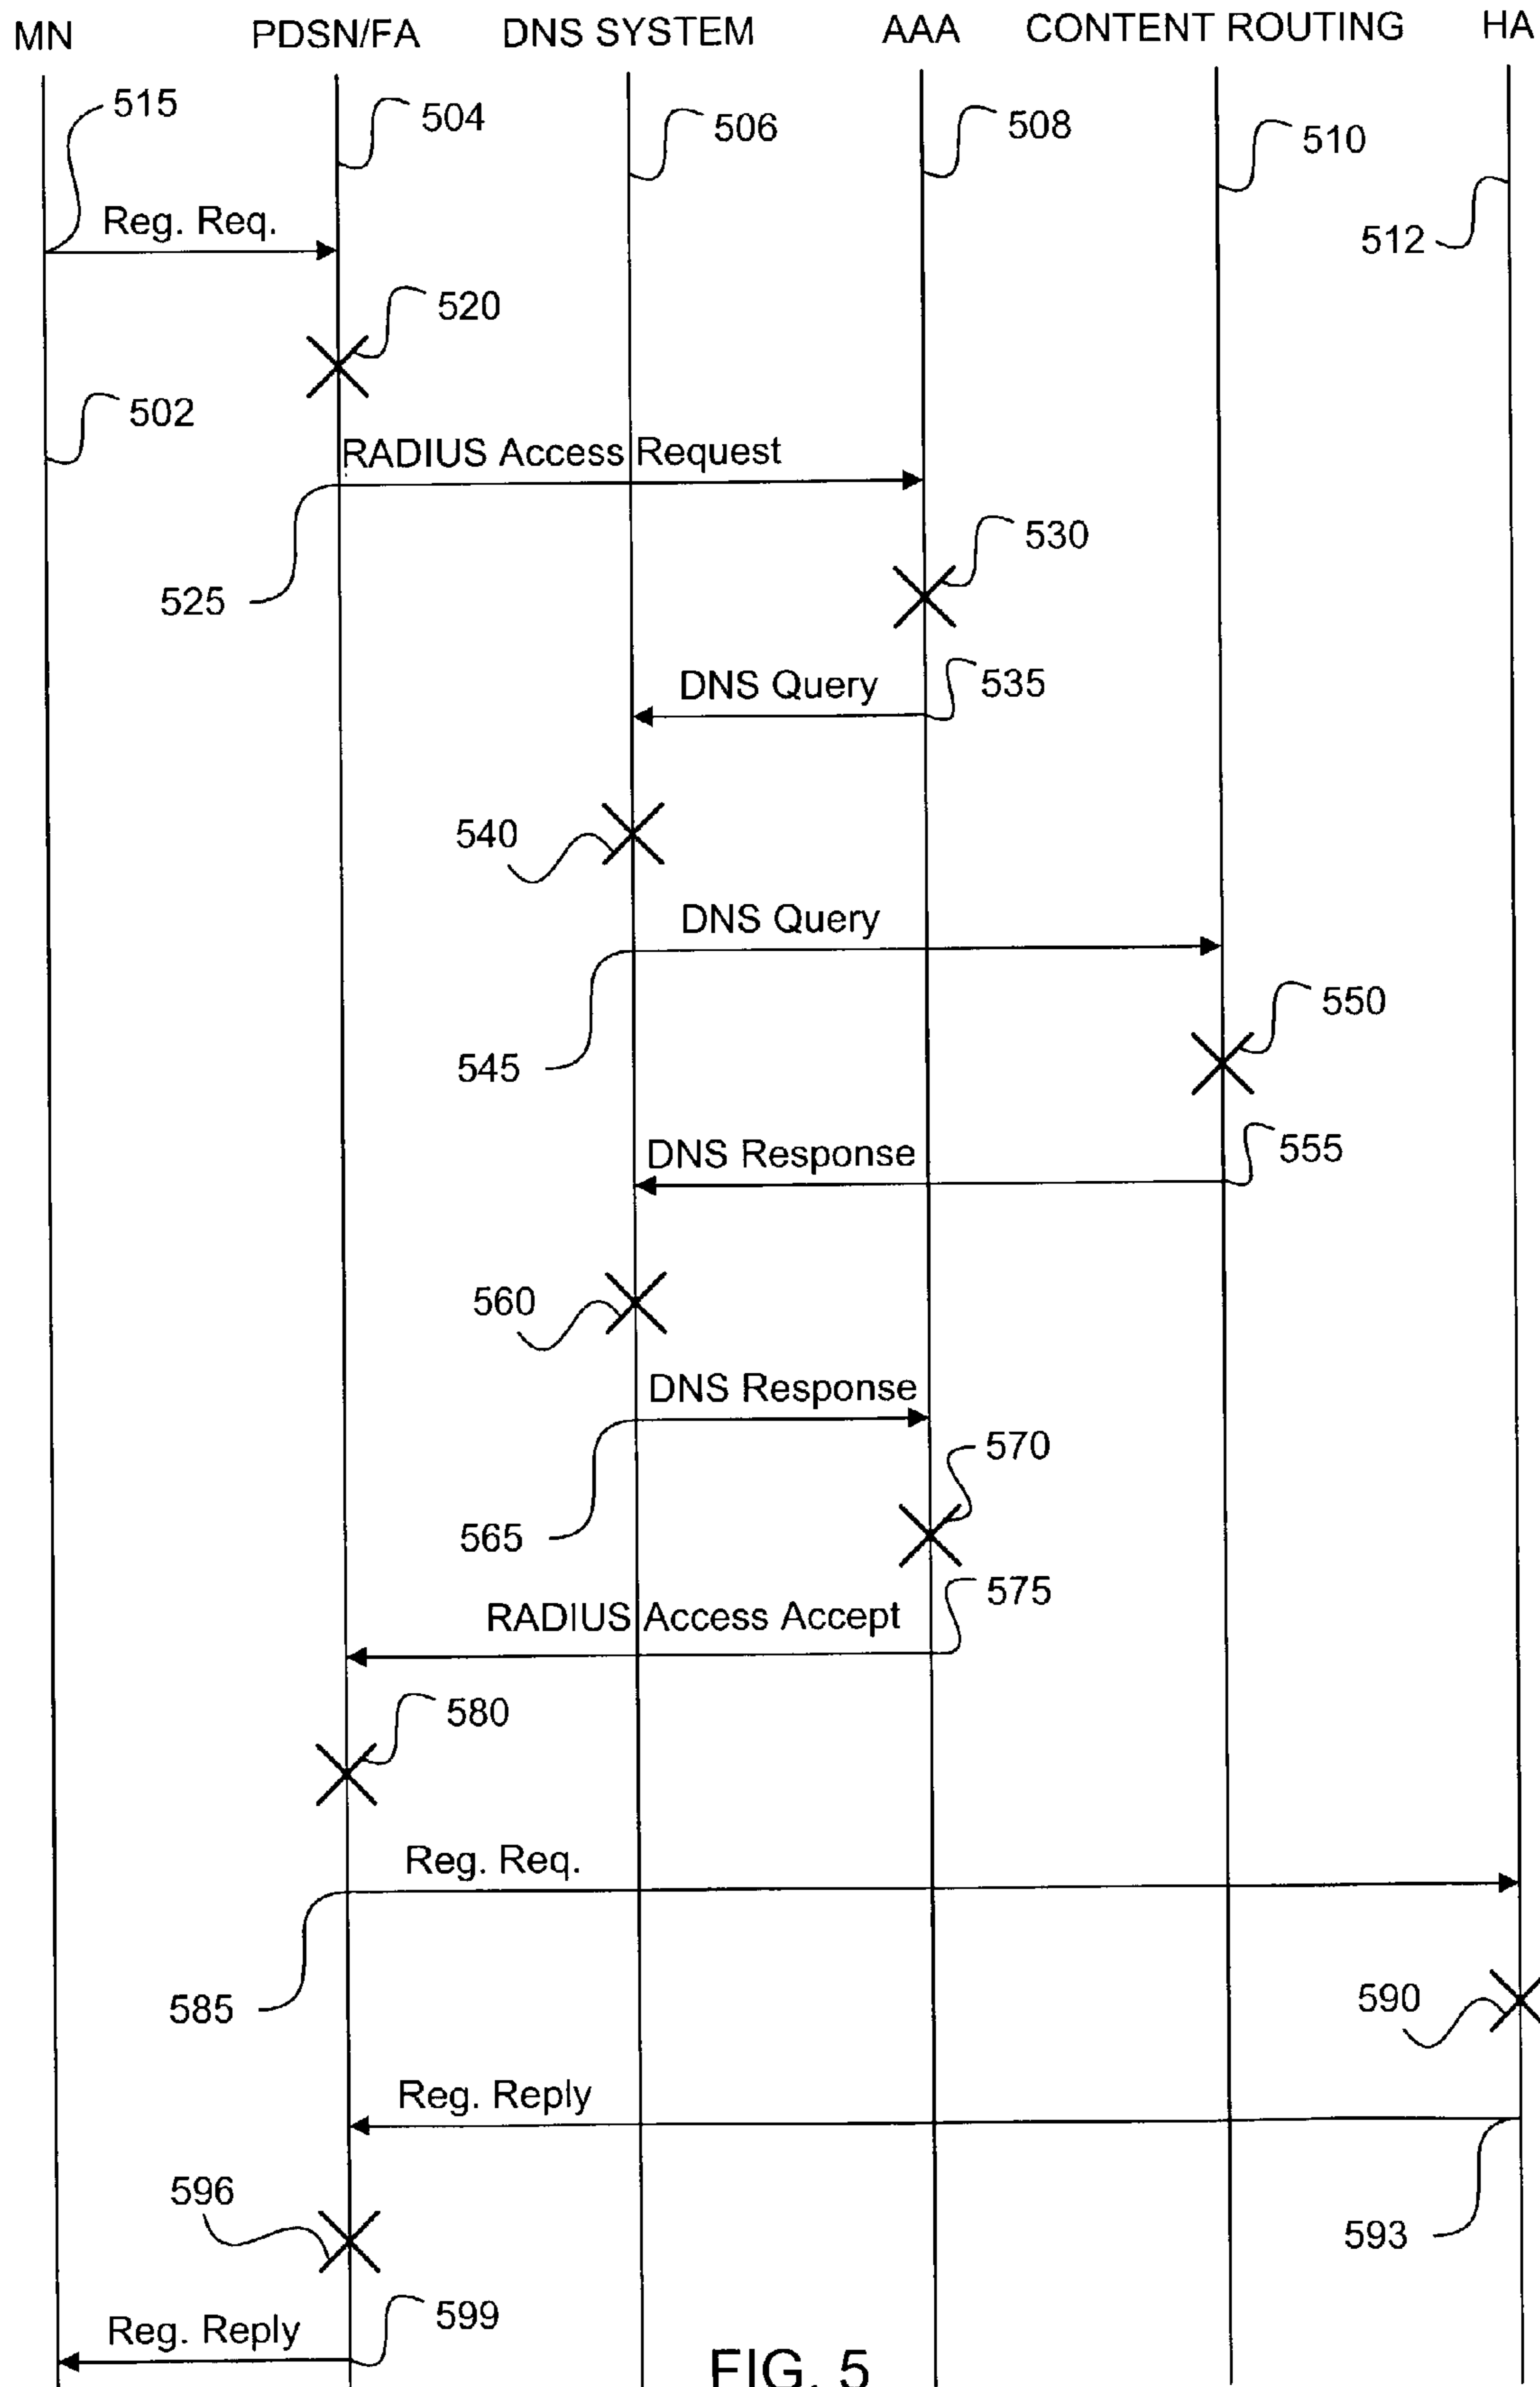 MN PDSN/FA DNS SYSTEM AAA CONTENT ROUTING HA
515
504
506
508
510
512
Reg. Req.
520
502
RADIUS Access Request
525
530
DNS Query
535
540
DNS Query
545
550
DNS Response
555
560
DNS Response
565
570
575
RADIUS Access Accept
580
Reg. Req.
585
590
Reg. Reply
593
596
599
Reg. Reply
FIG. 5